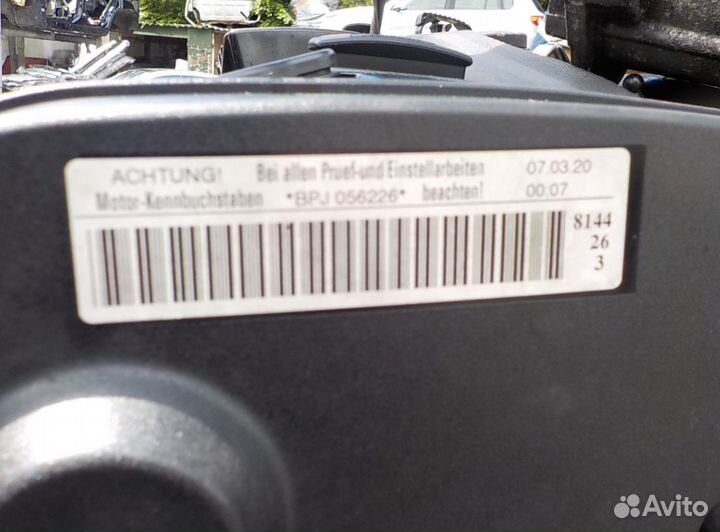 ACHTUNG! Bei allen Pruef-und Einstellarbeiten 07.03.20
Motor-Kennbuchstaben *BPJ 056226* beachten! 00:07
8144
26
3
Avito